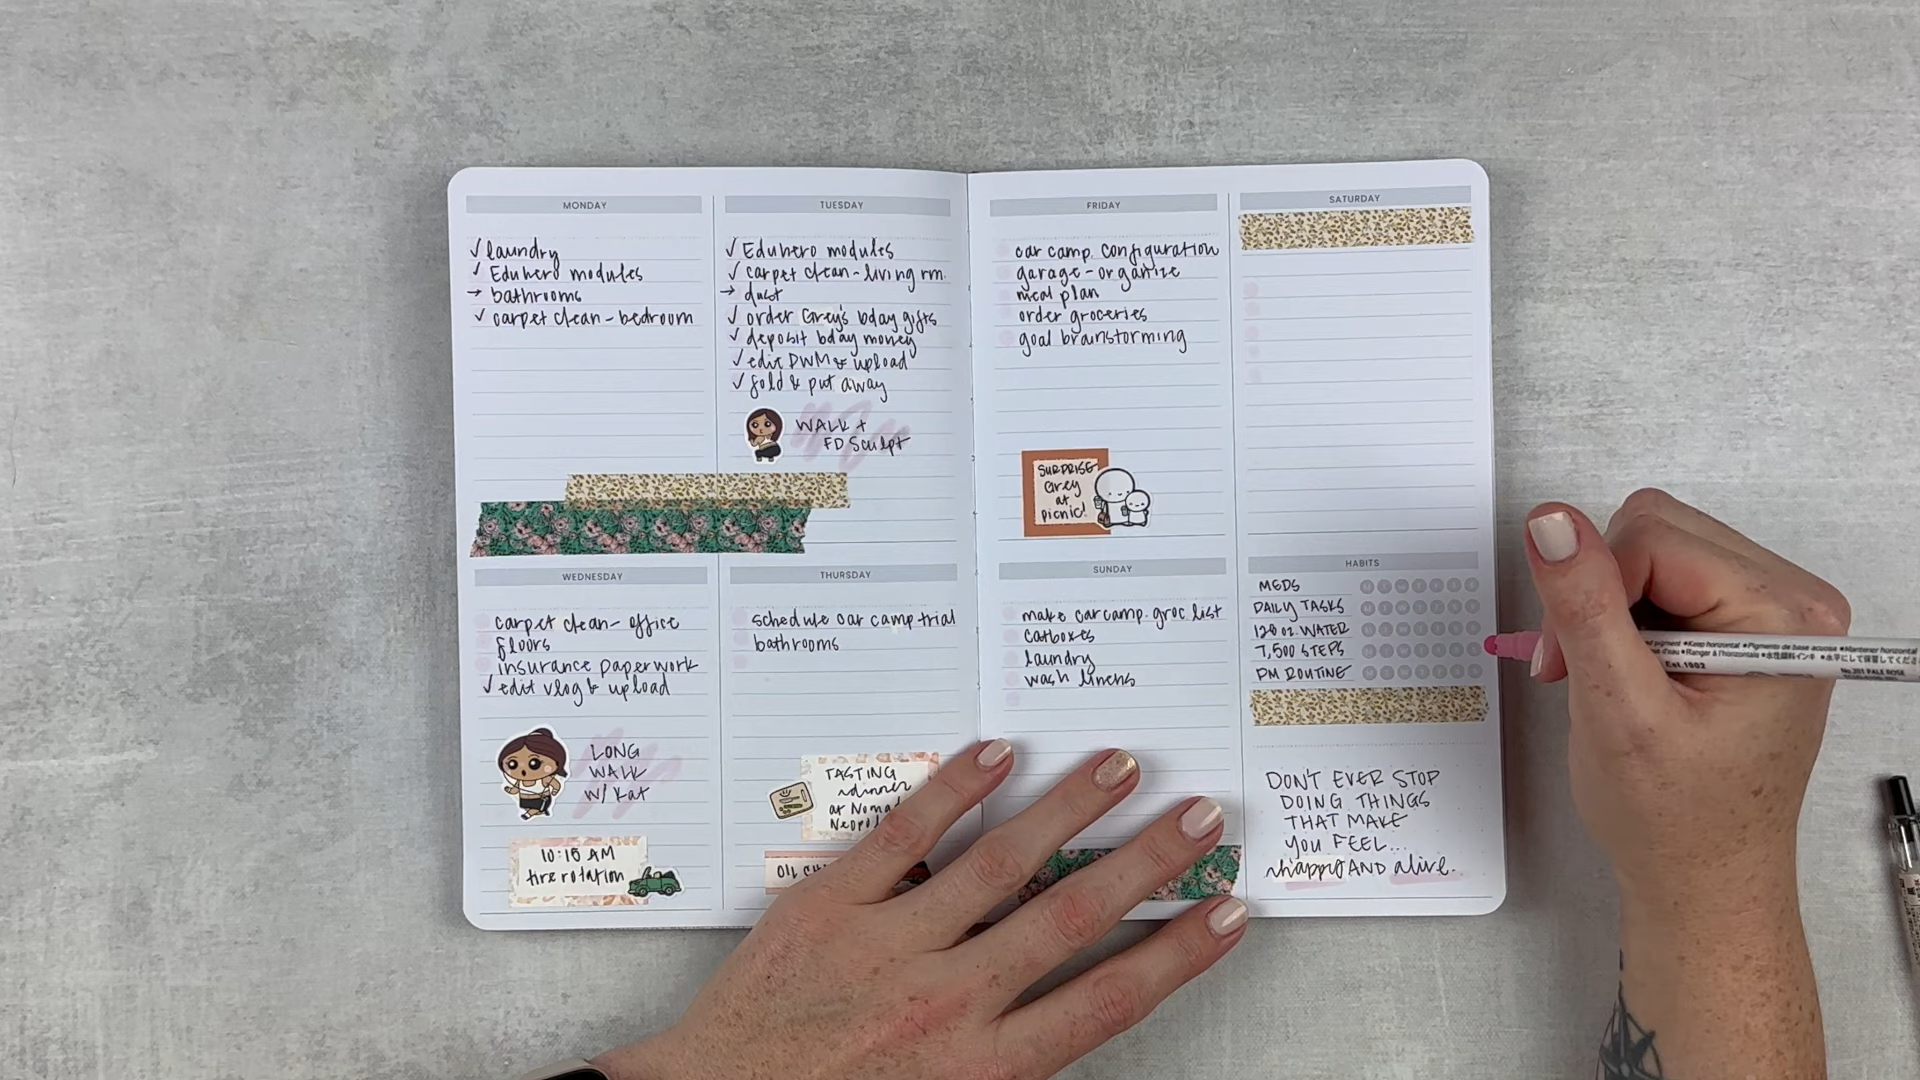 MONDAY
✓ laundry
✓ Eduhero modules
→ bathrooms
✓ carpet clean - bedroom
TUESDAY
✓ Eduhero modules
✓ carpet clean - living rm.
→ dust
✓ order Grey's bday gifts
✓ deposit bday money
✓ edit DWM & upload
✓ fold & put away
WALK +
FD Sculpt
WEDNESDAY
carpet clean - office
floors
insurance paperwork
✓ edit vlog & upload
LONG
WALK
w/ Kat
10:15 AM
tire rotation
THURSDAY
schedule car camp trial
bathrooms
TASTING
dinner
at
OIL
FRIDAY
car camp. configuration
garage - organize
meal plan
order groceries
goal brainstorming
SURPRISE
Grey
at
picnic!
SATURDAY
SUNDAY
make car camp. groc list
catboxes
laundry
wash linens
HABITS
MEDS
DAILY TASKS
120 oz. WATER
7,500 STEPS
PM ROUTINE
DON'T EVER STOP
DOING THINGS
THAT MAKE
YOU FEEL...
happy AND alive.